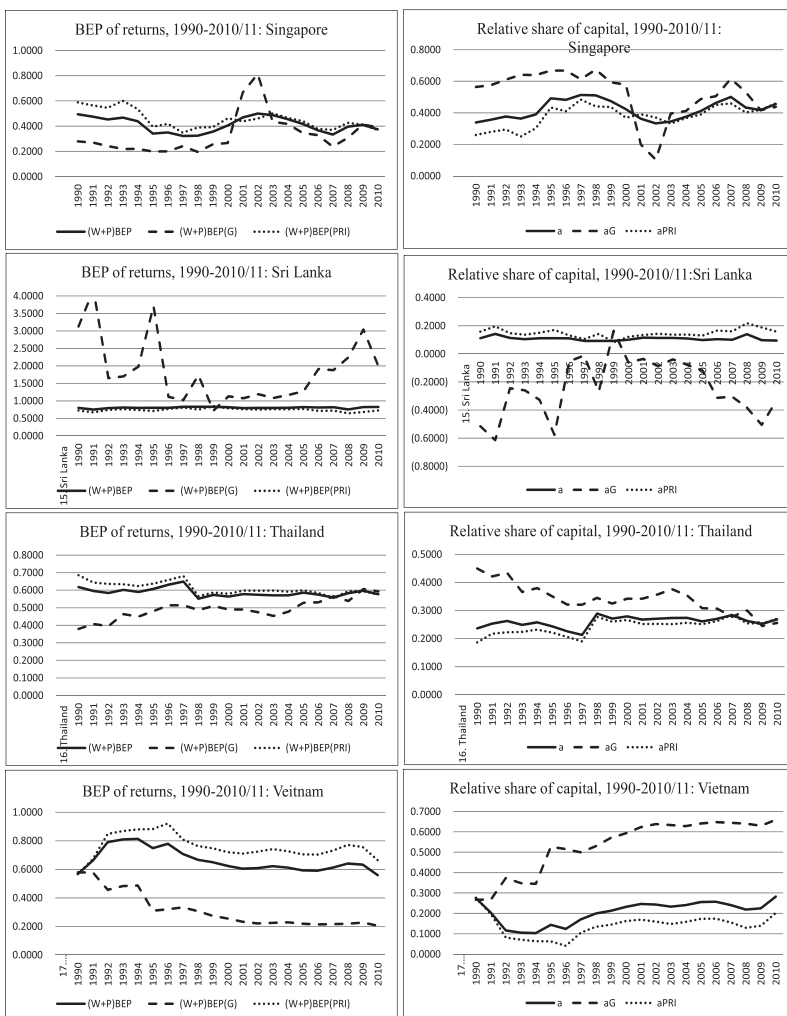 BEP of returns, 1990-2010/11: Singapore
1.0000
0.8000
0.6000
0.4000
0.2000
0.0000
1990 1991 1992 1993 1994 1995 1996 1997 1998 1999 2000 2001 2002 2003 2004 2005 2006 2007 2008 2009 2010
(W+P)BEP (W+P)BEP(G) (W+P)BEP(PRI)
Relative share of capital, 1990-2010/11:
Singapore
0.8000
0.6000
0.4000
0.2000
0.0000
1990 1991 1992 1993 1994 1995 1996 1997 1998 1999 2000 2001 2002 2003 2004 2005 2006 2007 2008 2009 2010
a aG aPRI
BEP of returns, 1990-2010/11: Sri Lanka
4.0000
3.5000
3.0000
2.5000
2.0000
1.5000
1.0000
0.5000
0.0000
15. Sri Lanka 1990 1991 1992 1993 1994 1995 1996 1997 1998 1999 2000 2001 2002 2003 2004 2005 2006 2007 2008 2009 2010
(W+P)BEP (W+P)BEP(G) (W+P)BEP(PRI)
Relative share of capital, 1990-2010/11:Sri Lanka
0.4000
0.2000
0.0000
(0.2000)
(0.4000)
(0.6000)
(0.8000)
15. Sri Lanka 1990 1991 1992 1993 1994 1995 1996 1997 1998 1999 2000 2001 2002 2003 2004 2005 2006 2007 2008 2009 2010
a aG aPRI
BEP of returns, 1990-2010/11: Thailand
0.8000
0.7000
0.6000
0.5000
0.4000
0.3000
0.2000
0.1000
0.0000
16. Thailand 1990 1991 1992 1993 1994 1995 1996 1997 1998 1999 2000 2001 2002 2003 2004 2005 2006 2007 2008 2009 2010
(W+P)BEP (W+P)BEP(G) (W+P)BEP(PRI)
Relative share of capital, 1990-2010/11: Thailand
0.5000
0.4000
0.3000
0.2000
0.1000
0.0000
16. Thailand 1990 1991 1992 1993 1994 1995 1996 1997 1998 1999 2000 2001 2002 2003 2004 2005 2006 2007 2008 2009 2010
a aG aPRI
BEP of returns, 1990-2010/11: Veitnam
1.0000
0.8000
0.6000
0.4000
0.2000
0.0000
17... 1990 1991 1992 1993 1994 1995 1996 1997 1998 1999 2000 2001 2002 2003 2004 2005 2006 2007 2008 2009 2010
(W+P)BEP (W+P)BEP(G) (W+P)BEP(PRI)
Relative share of capital, 1990-2010/11: Vietnam
0.7000
0.6000
0.5000
0.4000
0.3000
0.2000
0.1000
0.0000
17... 1990 1991 1992 1993 1994 1995 1996 1997 1998 1999 2000 2001 2002 2003 2004 2005 2006 2007 2008 2009 2010
a aG aPRI